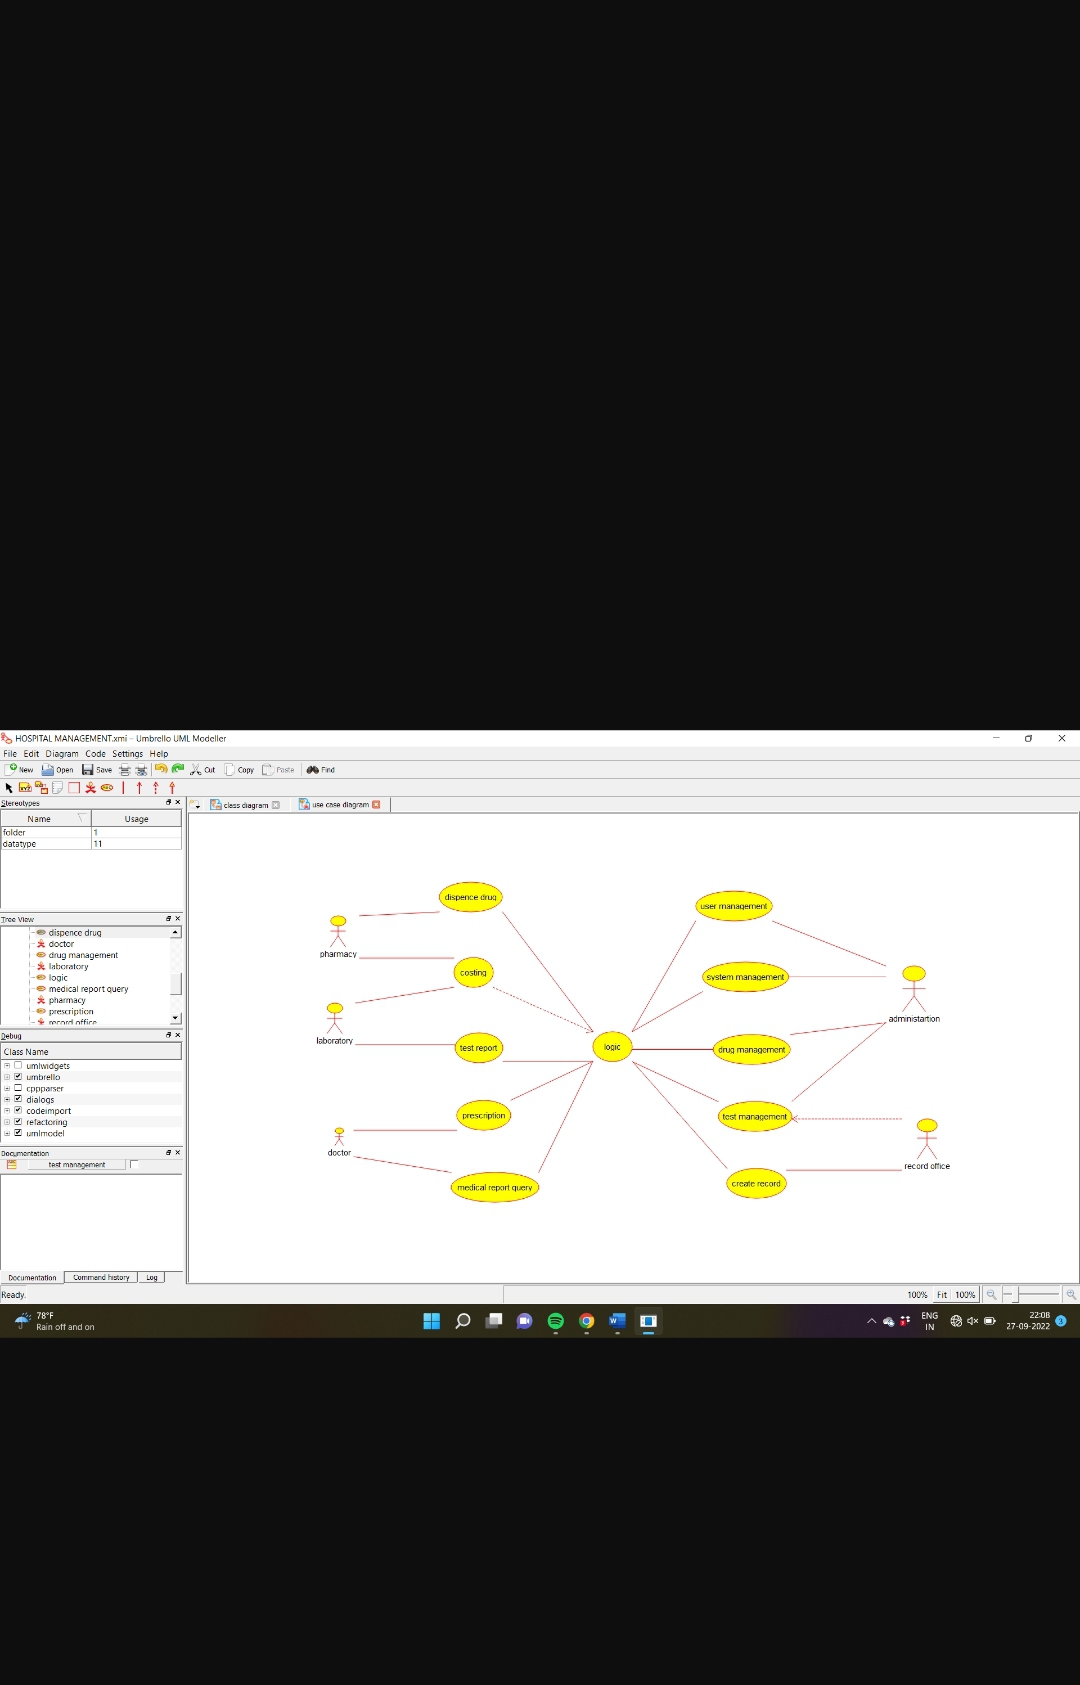 HOSPITAL MANAGEMENT.xmi - Umbrello UML Modeller
File Edit Diagram Code Settings Help
New Open Save Cut Copy Paste Find
Stereotypes
Name Usage
folder 1
datatype 11
Tree View
dispence drug
doctor
drug management
laboratory
logic
medical report query
pharmacy
prescription
record office
Debug
Class Name
umlwidgets
umbrello
cppparser
dialogs
codeimport
refactoring
umlmodel
Documentation
test management
Documentation Command history Log
class diagram use case diagram
dispence drug
user management
pharmacy
costing
system management
laboratory
administartion
test report
logic
drug management
prescription
test management
doctor
record office
medical report query
create record
Ready.
100% Fit 100%
78°F
Rain off and on
ENG
IN
22:08
27-09-2022
3